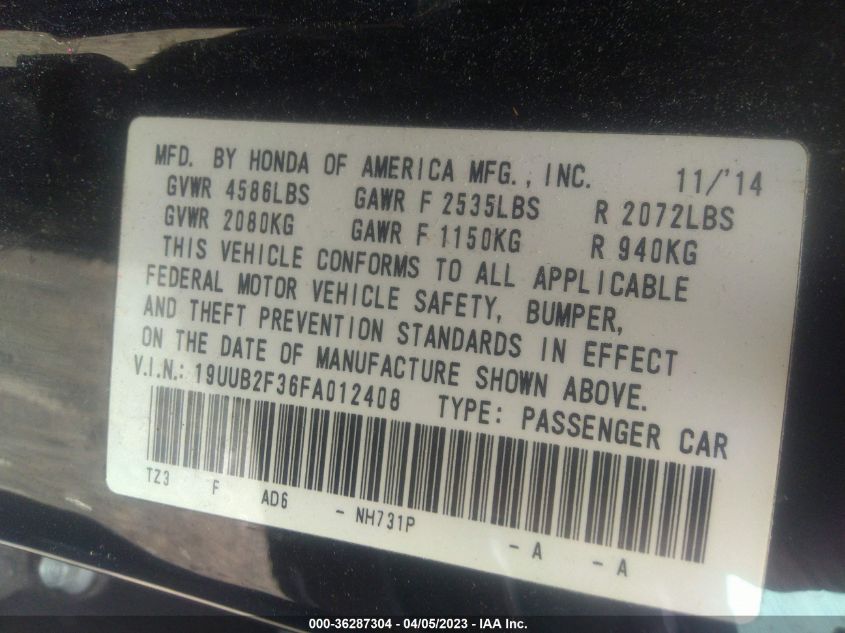 MFD. BY HONDA OF AMERICA MFG., INC. 11/'14
GVWR 4586LBS GAWR F 2535LBS R 2072LBS
GVWR 2080KG GAWR F 1150KG R 940KG
THIS VEHICLE CONFORMS TO ALL APPLICABLE
FEDERAL MOTOR VEHICLE SAFETY, BUMPER,
AND THEFT PREVENTION STANDARDS IN EFFECT
ON THE DATE OF MANUFACTURE SHOWN ABOVE.
V.I.N.: 19UUB2F36FA012408 TYPE: PASSENGER CAR
TZ3 F AD6 - NH731P - A - A
000-36287304 - 04/05/2023 - IAA Inc.